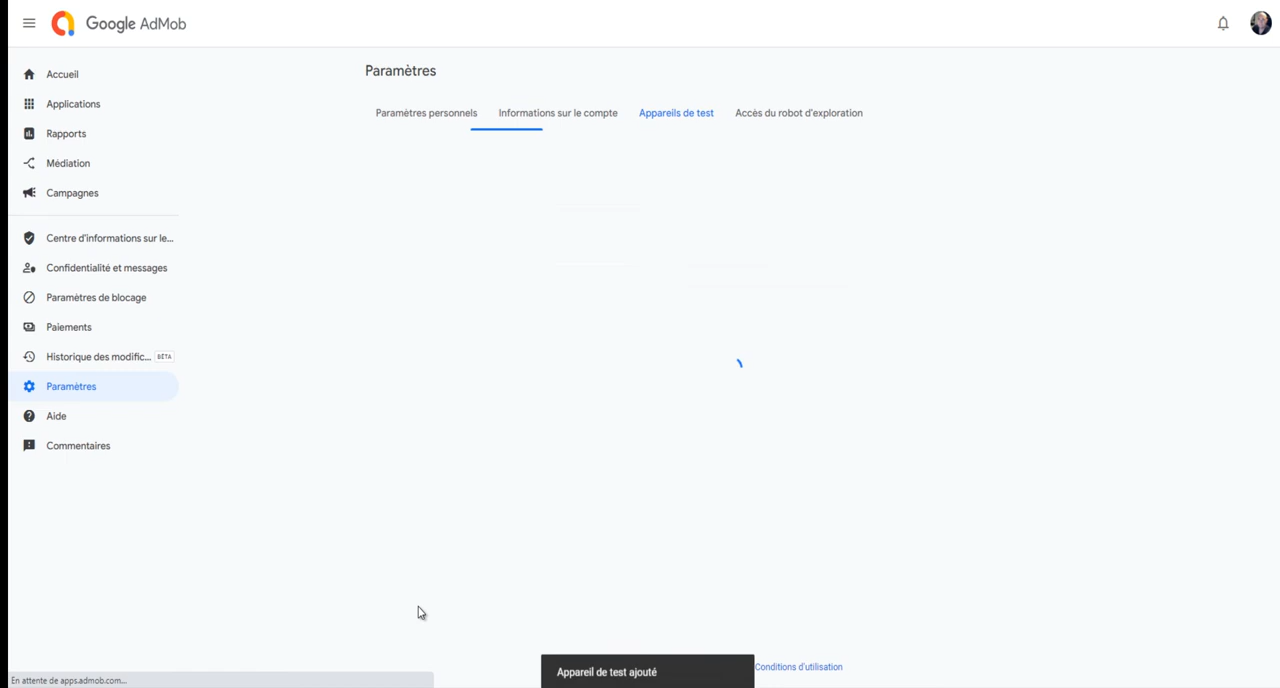 Google AdMob
Paramètres
Paramètres personnels
Informations sur le compte
Appareils de test
Accès du robot d'exploration
Accueil
Applications
Rapports
Médiation
Campagnes
Centre d'informations sur le...
Confidentialité et messages
Paramètres de blocage
Paiements
Historique des modific... BÊTA
Paramètres
Aide
Commentaires
Appareil de test ajouté
Conditions d'utilisation
En attente de apps.admob.com...